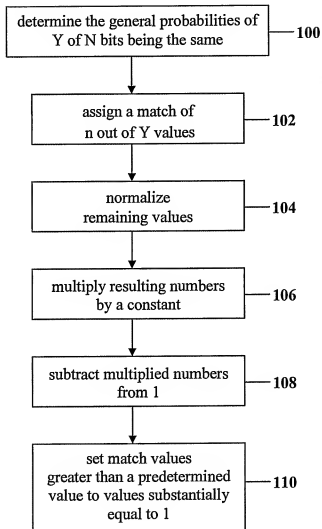 determine the general probabilities of
Y of N bits being the same
100
assign a match of
n out of Y values
102
normalize
remaining values
104
multiply resulting numbers
by a constant
106
subtract multiplied numbers
from 1
108
set match values
greater than a predetermined
value to values substantially
equal to 1
110